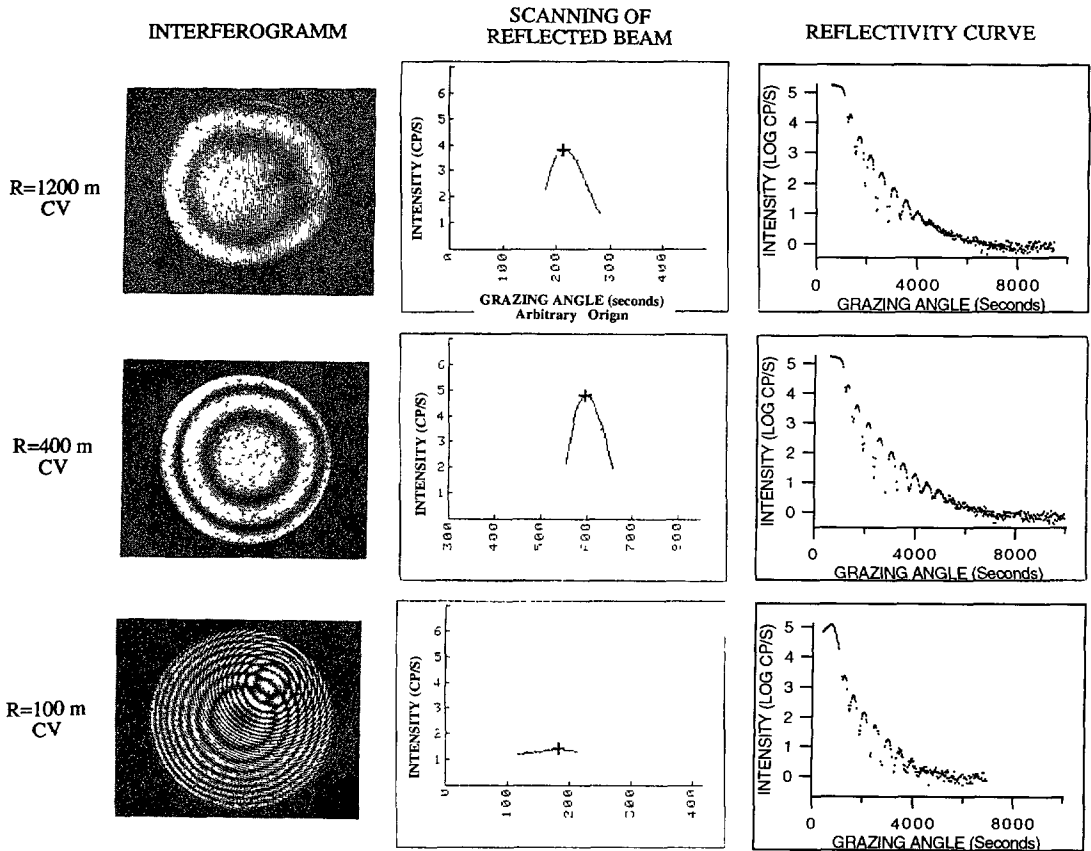 INTERFEROGRAMM
SCANNING OF
REFLECTED BEAM
REFLECTIVITY CURVE
R=1200 m
CV
INTENSITY (CP/S)
6
5
4
3
2
1
0 100 200 300 400
GRAZING ANGLE (seconds)
Arbitrary Origin
INTENSITY (LOG CP/S)
5
4
3
2
1
0
0 4000 8000
GRAZING ANGLE (Seconds)
R=400 m
CV
INTENSITY (CP/S)
6
5
4
3
2
1
300 400 500 600 700 900
INTENSITY (LOG CP/S)
5
4
3
2
1
0
0 4000 8000
GRAZING ANGLE (Seconds)
R=100 m
CV
INTENSITY (CP/S)
6
5
4
3
2
1
0 100 200 300 400
INTENSITY (LOG CP/S)
5
4
3
2
1
0
0 4000 8000
GRAZING ANGLE (Seconds)